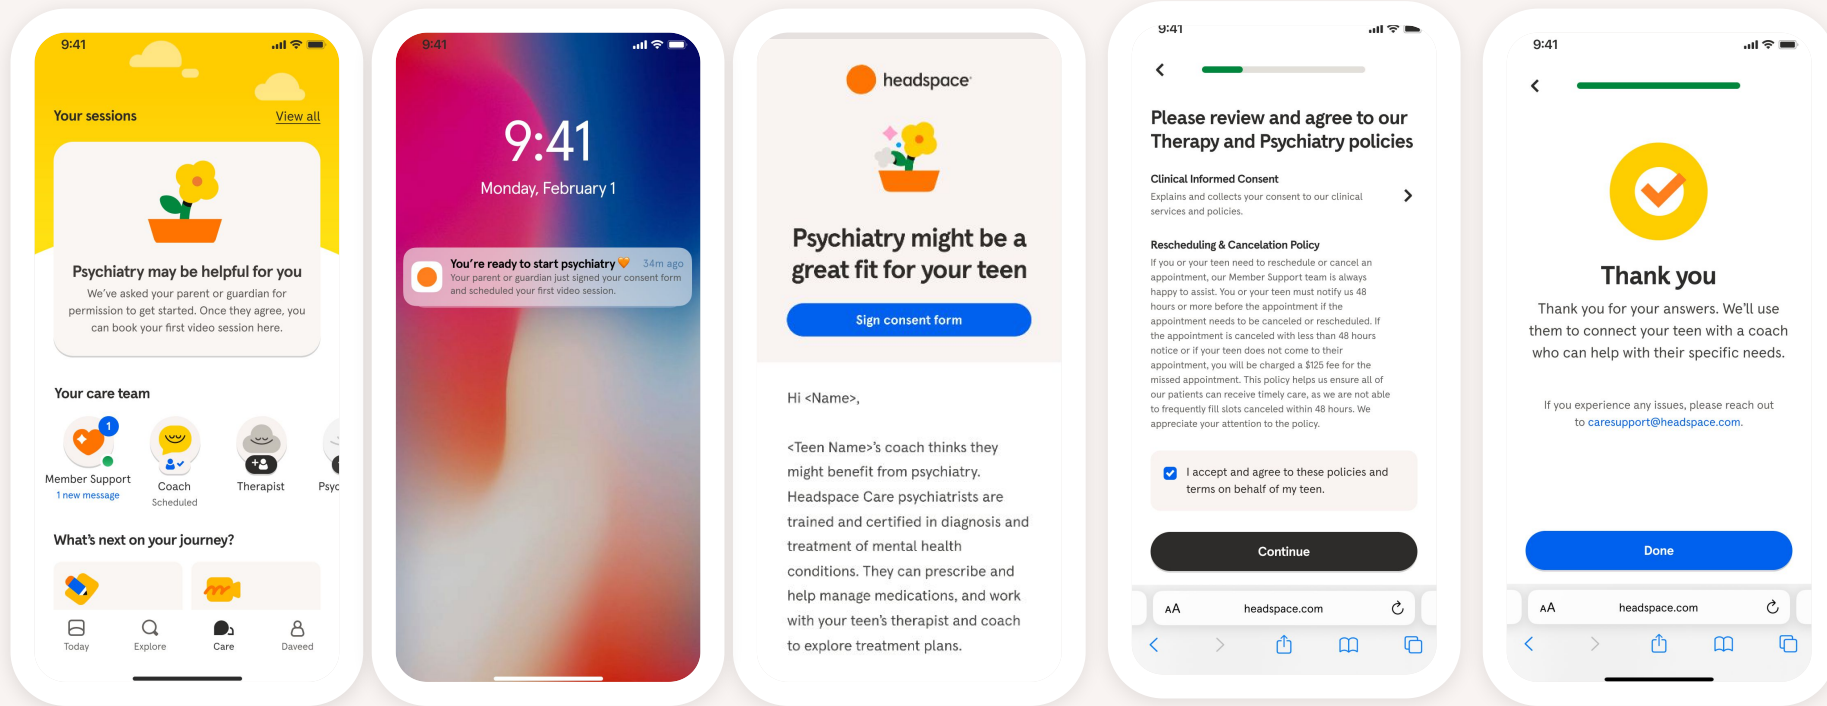 9:41
Your sessions
View all
Psychiatry may be helpful for you
We've asked your parent or guardian for
permission to get started. Once they agree, you
can book your first video session here.
Your care team
1
Member Support
1 new message
Coach
Scheduled
Therapist
Psyc
What's next on your journey?
Today
Explore
Care
Daveed
9:41
9:41
Monday, February 1
You're ready to start psychiatry 🧡
34m ago
Your parent or guardian just signed your consent form
and scheduled your first video session.
headspace
Psychiatry might be a
great fit for your teen
Sign consent form
Hi <Name>,
<Teen Name>'s coach thinks they
might benefit from psychiatry.
Headspace Care psychiatrists are
trained and certified in diagnosis and
treatment of mental health
conditions. They can prescribe and
help manage medications, and work
with your teen's therapist and coach
to explore treatment plans.
9:41
Please review and agree to our
Therapy and Psychiatry policies
Clinical Informed Consent
Explains and collects your consent to our clinical
services and policies.
Rescheduling & Cancelation Policy
If you or your teen need to reschedule or cancel an
appointment, our Member Support team is always
happy to assist. You or your teen must notify us 48
hours or more before the appointment if the
appointment needs to be canceled or rescheduled. If
the appointment is canceled with less than 48 hours
notice or if your teen does not come to their
appointment, you will be charged a $125 fee for the
missed appointment. This policy helps us ensure all of
our patients can receive timely care, as we are not able
to frequently fill slots canceled within 48 hours. We
appreciate your attention to the policy.
I accept and agree to these policies and
terms on behalf of my teen.
Continue
AA
headspace.com
9:41
Thank you
Thank you for your answers. We'll use
them to connect your teen with a coach
who can help with their specific needs.
If you experience any issues, please reach out
to caresupport@headspace.com.
Done
AA
headspace.com